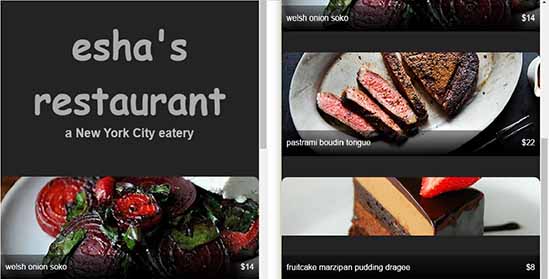 esha's
restaurant
a New York City eatery
welsh onion soko $14
welsh onion soko $14
pastrami boudin tongue $22
fruitcake marzipan pudding dragee $8